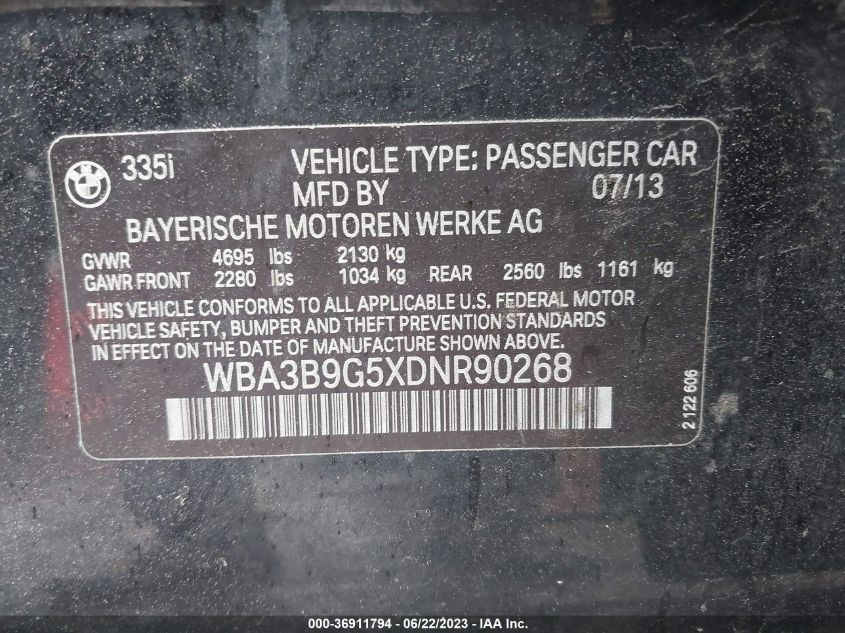 335i VEHICLE TYPE: PASSENGER CAR
MFD BY 07/13
BAYERISCHE MOTOREN WERKE AG
GVWR 4695 lbs 2130 kg
GAWR FRONT 2280 lbs 1034 kg REAR 2560 lbs 1161 kg
THIS VEHICLE CONFORMS TO ALL APPLICABLE U.S. FEDERAL MOTOR
VEHICLE SAFETY, BUMPER AND THEFT PREVENTION STANDARDS
IN EFFECT ON THE DATE OF MANUFACTURE SHOWN ABOVE.
WBA3B9G5XDNR90268
2 122 606
000-36911794 - 06/22/2023 - IAA Inc.